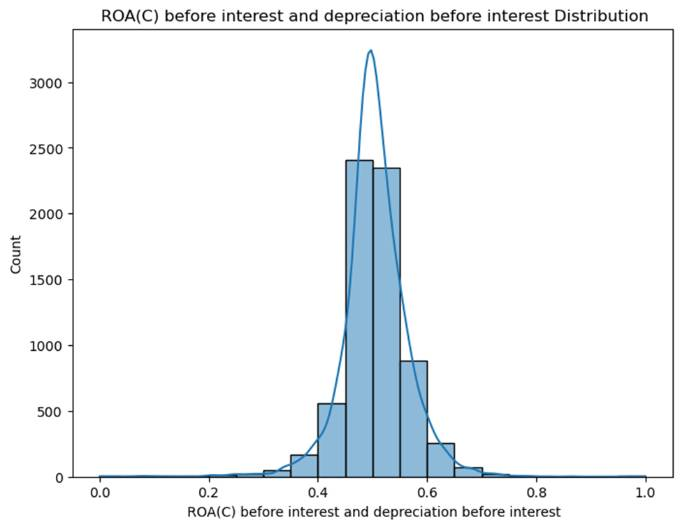 ROA(C) before interest and depreciation before interest Distribution
3000
2500
2000
1500
1000
500
0
Count
0.0 0.2 0.4 0.6 0.8 1.0
ROA(C) before interest and depreciation before interest